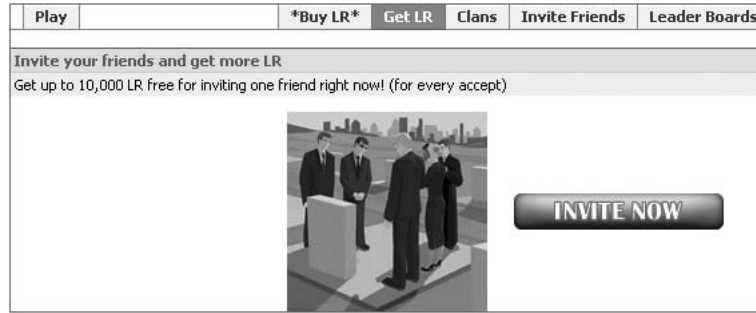 Play *Buy LR* Get LR Clans Invite Friends Leader Boards
Invite your friends and get more LR
Get up to 10,000 LR free for inviting one friend right now! (for every accept)
INVITE NOW